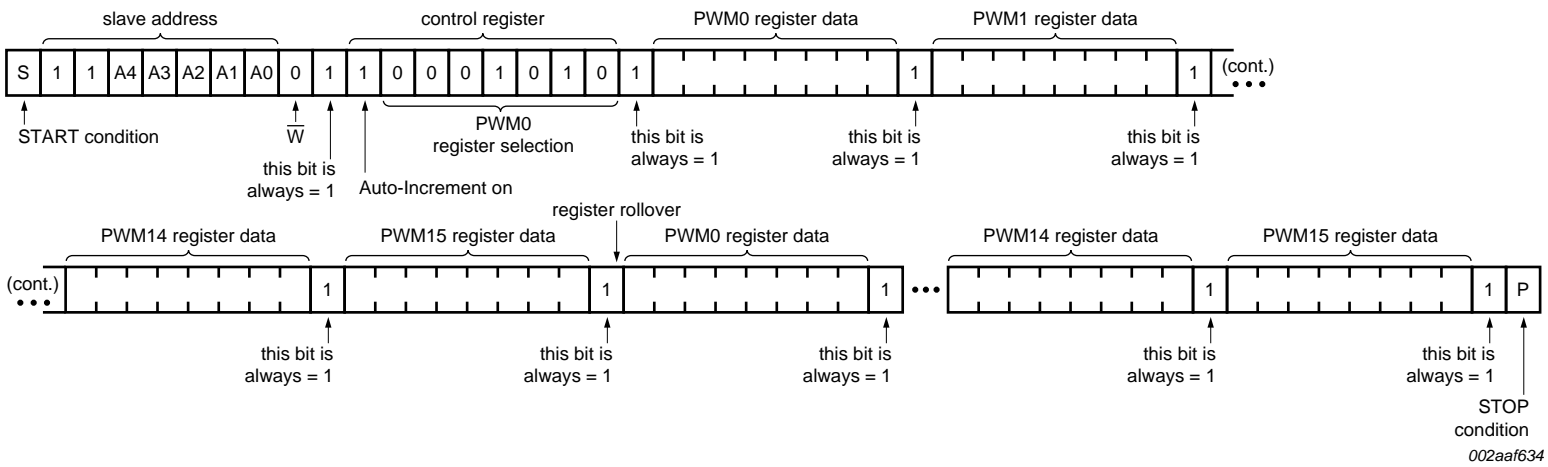 slave address control register PWM0 register data PWM1 register data
S 1 1 A4 A3 A2 A1 A0 0 1 1 0 0 0 1 0 1 0 1 1 1 (cont.)
START condition W PWM0 this bit is this bit is this bit is
register selection always = 1 always = 1 always = 1
this bit is
always = 1 Auto-Increment on
register rollover
PWM14 register data PWM15 register data PWM0 register data PWM14 register data PWM15 register data
(cont.) 1 1 1 1 1 P
this bit is this bit is this bit is this bit is this bit is
always = 1 always = 1 always = 1 always = 1 always = 1
STOP
condition
002aaf634